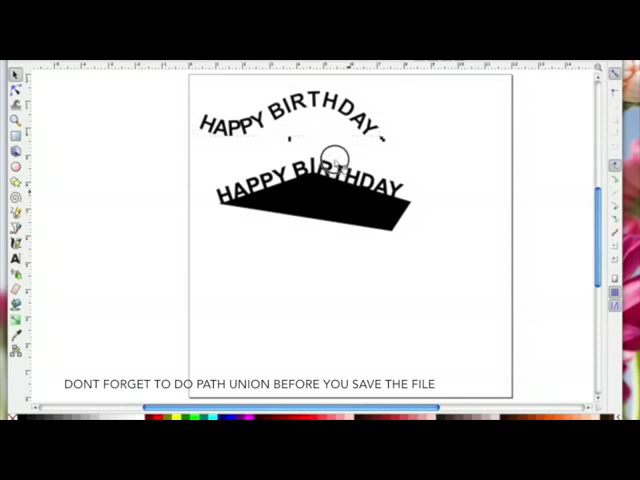 HAPPY BIRTHDAY
HAPPY BIRTHDAY
DONT FORGET TO DO PATH UNION BEFORE YOU SAVE THE FILE